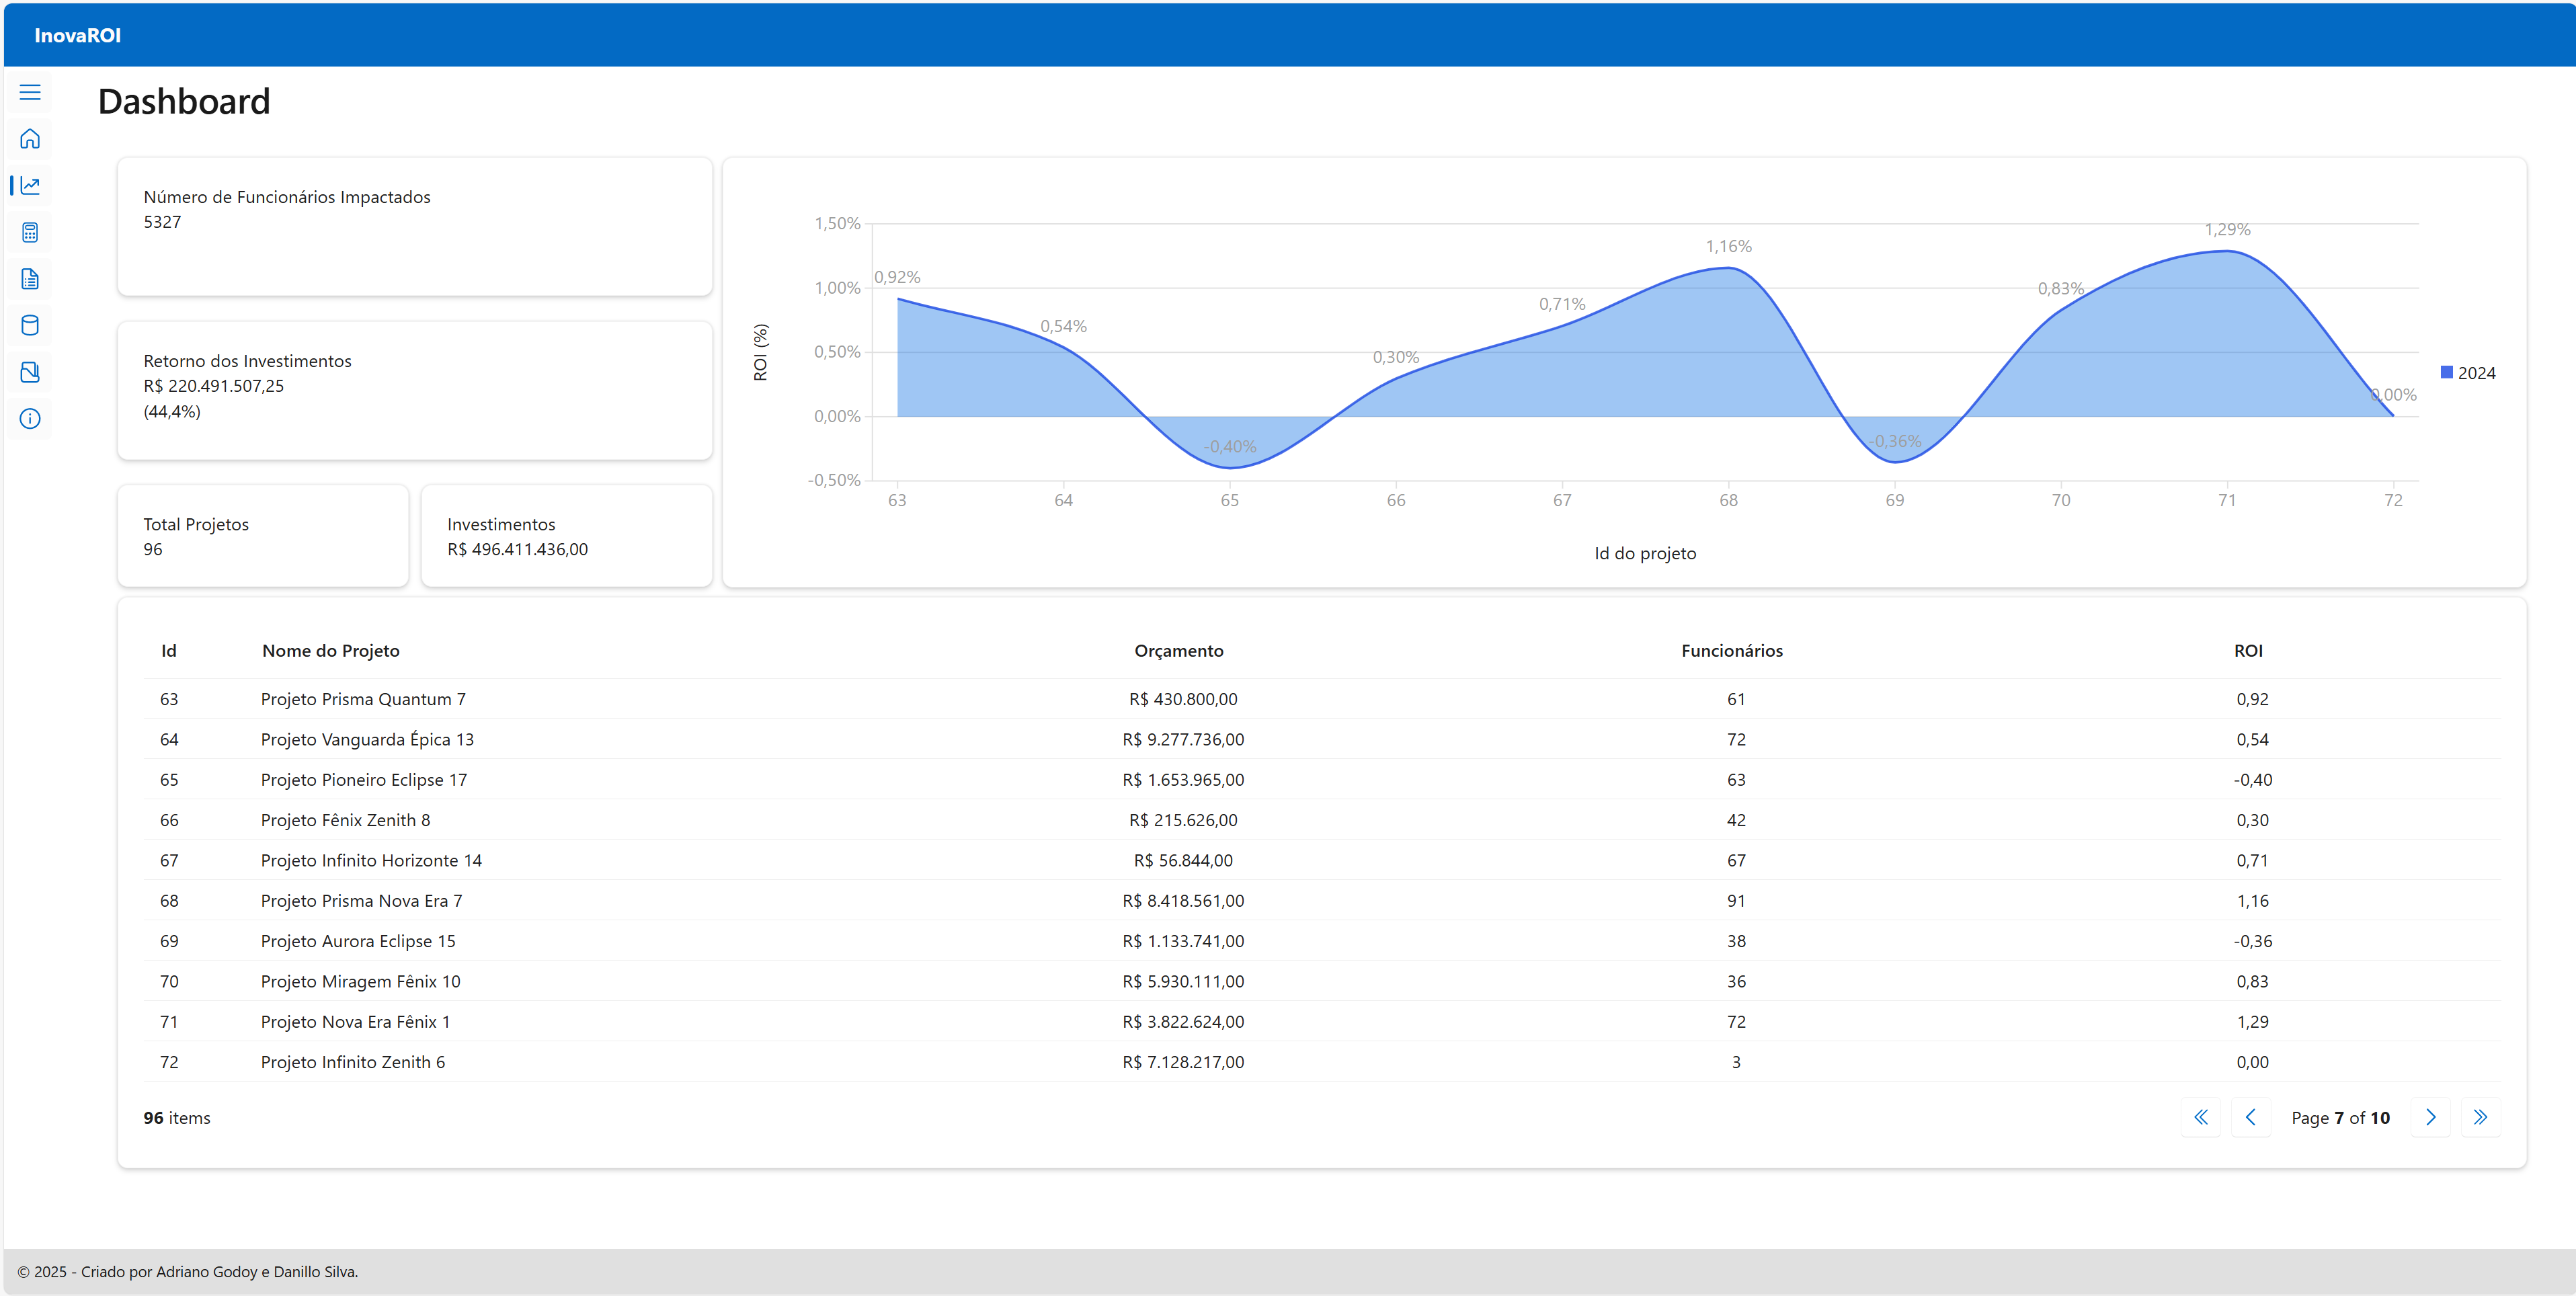 InovaROI
Dashboard
Número de Funcionários Impactados
5327
Retorno dos Investimentos
R$ 220.491.507,25
(44,4%)
Total Projetos
96
Investimentos
R$ 496.411.436,00
ROI (%)
1,50%
1,00%
0,50%
0,00%
-0,50%
0,92%
0,54%
-0,40%
0,30%
0,71%
1,16%
-0,36%
0,83%
1,29%
0,00%
63 64 65 66 67 68 69 70 71 72
Id do projeto
2024
Id Nome do Projeto Orçamento Funcionários ROI
63 Projeto Prisma Quantum 7 R$ 430.800,00 61 0,92
64 Projeto Vanguarda Épica 13 R$ 9.277.736,00 72 0,54
65 Projeto Pioneiro Eclipse 17 R$ 1.653.965,00 63 -0,40
66 Projeto Fênix Zenith 8 R$ 215.626,00 42 0,30
67 Projeto Infinito Horizonte 14 R$ 56.844,00 67 0,71
68 Projeto Prisma Nova Era 7 R$ 8.418.561,00 91 1,16
69 Projeto Aurora Eclipse 15 R$ 1.133.741,00 38 -0,36
70 Projeto Miragem Fênix 10 R$ 5.930.111,00 36 0,83
71 Projeto Nova Era Fênix 1 R$ 3.822.624,00 72 1,29
72 Projeto Infinito Zenith 6 R$ 7.128.217,00 3 0,00
96 items
Page 7 of 10
© 2025 - Criado por Adriano Godoy e Danillo Silva.